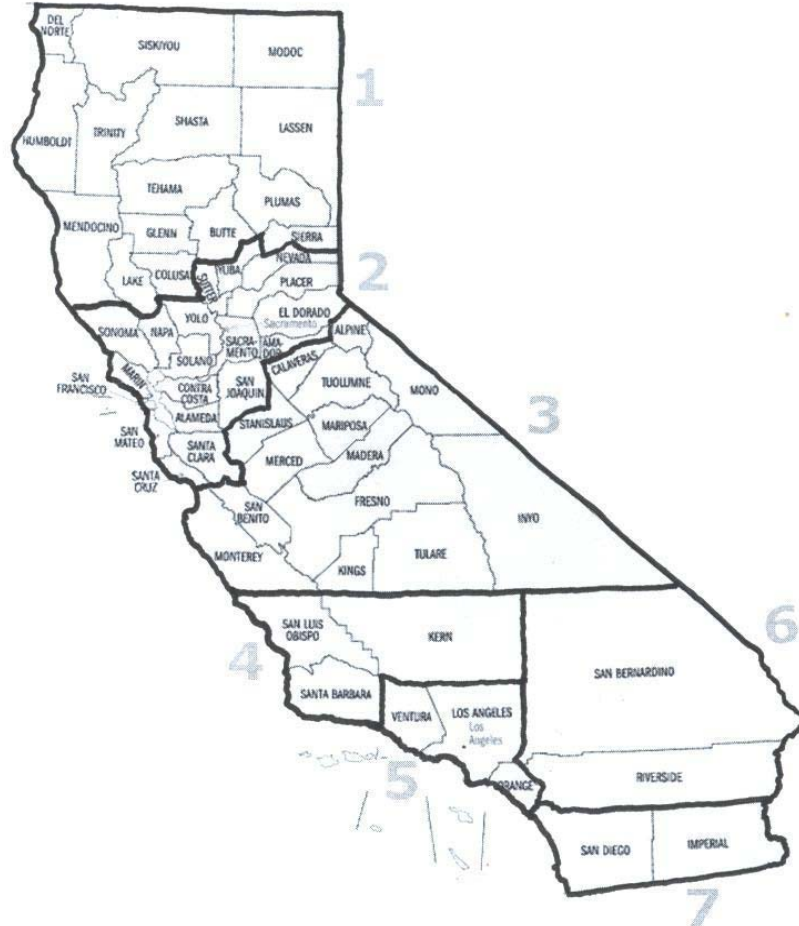 DEL
NORTE
SISKIYOU
MODOC
1
HUMBOLDT
TRINITY
SHASTA
LASSEN
TEHAMA
PLUMAS
MENDOCINO
GLENN
BUTTE
SIERRA
LAKE
COLUSA
SUTTER
YUBA
NEVADA
PLACER
2
SONOMA
NAPA
YOLO
EL DORADO
Sacramento
SACRA-
MENTO
AMA-
DOR
ALPINE
SOLANO
MARIN
SAN
FRANCISCO
CONTRA
COSTA
SAN
JOAQUIN
CALAVERAS
TUOLUMNE
MONO
3
ALAMEDA
STANISLAUS
MARIPOSA
SAN
MATEO
SANTA
CLARA
MERCED
MADERA
SANTA
CRUZ
SAN
BENITO
FRESNO
INYO
MONTEREY
KINGS
TULARE
SAN LUIS
OBISPO
KERN
4
SANTA BARBARA
VENTURA
LOS ANGELES
Los
Angeles
5
ORANGE
SAN BERNARDINO
6
RIVERSIDE
SAN DIEGO
IMPERIAL
7